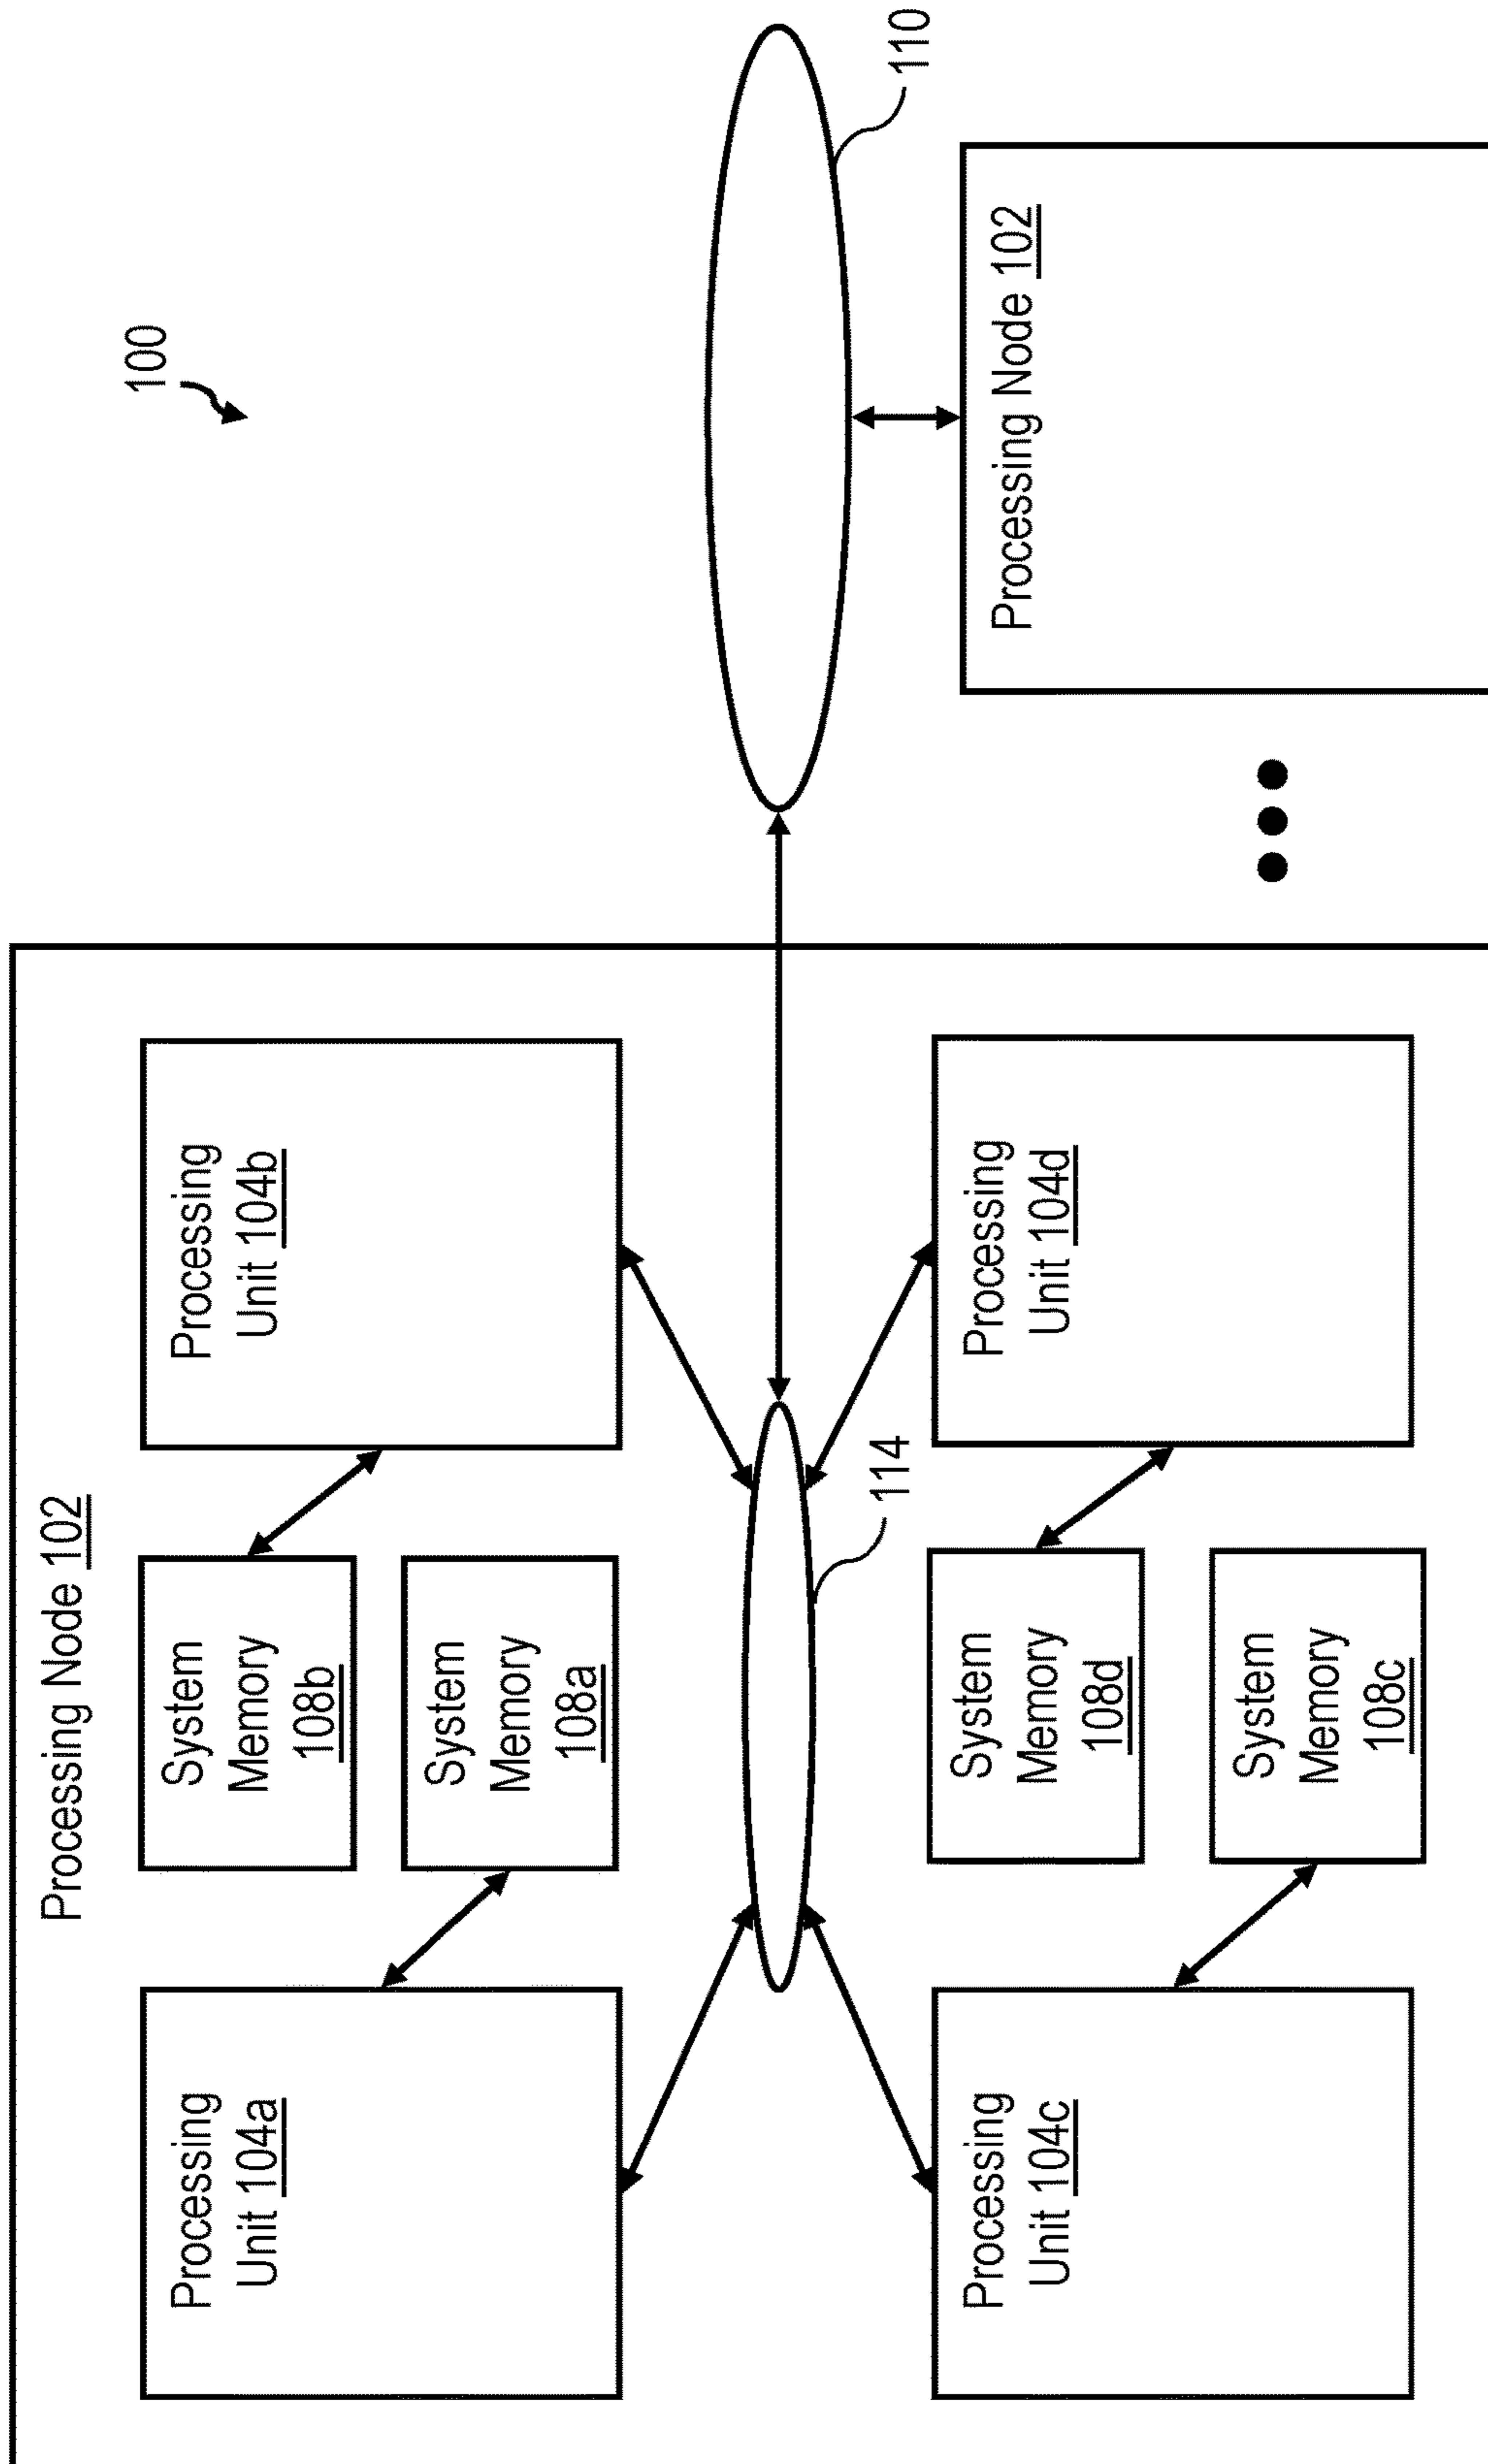 100
Processing Node 102
Processing
Unit 104a
System
Memory
108b
System
Memory
108a
Processing
Unit 104b
110
114
Processing Node 102
Processing
Unit 104c
System
Memory
108d
System
Memory
108c
Processing
Unit 104d